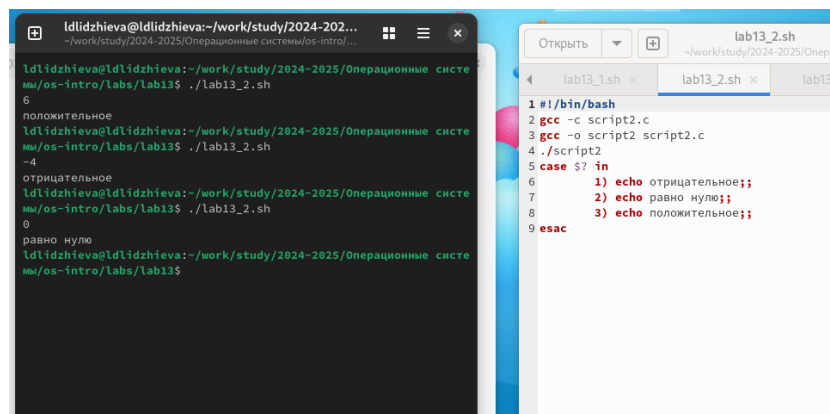 ldlidzhieva@ldlidzhieva:~/work/study/2024-202...
~/work/study/2024-2025/Операционные системы/os-intro/...
ldlidzhieva@ldlidzhieva:~/work/study/2024-2025/Операционные систе
мы/os-intro/labs/lab13$ ./lab13_2.sh
6
положительное
ldlidzhieva@ldlidzhieva:~/work/study/2024-2025/Операционные систе
мы/os-intro/labs/lab13$ ./lab13_2.sh
-4
отрицательное
ldlidzhieva@ldlidzhieva:~/work/study/2024-2025/Операционные систе
мы/os-intro/labs/lab13$ ./lab13_2.sh
0
равно нулю
ldlidzhieva@ldlidzhieva:~/work/study/2024-2025/Операционные систе
мы/os-intro/labs/lab13$
Открыть
lab13_2.sh
~/work/study/2024-2025/Опер
lab13_1.sh
lab13_2.sh
lab13
1 #!/bin/bash
2 gcc -c script2.c
3 gcc -o script2 script2.c
4 ./script2
5 case $? in
6 1) echo отрицательное;;
7 2) echo равно нулю;;
8 3) echo положительное;;
9 esac